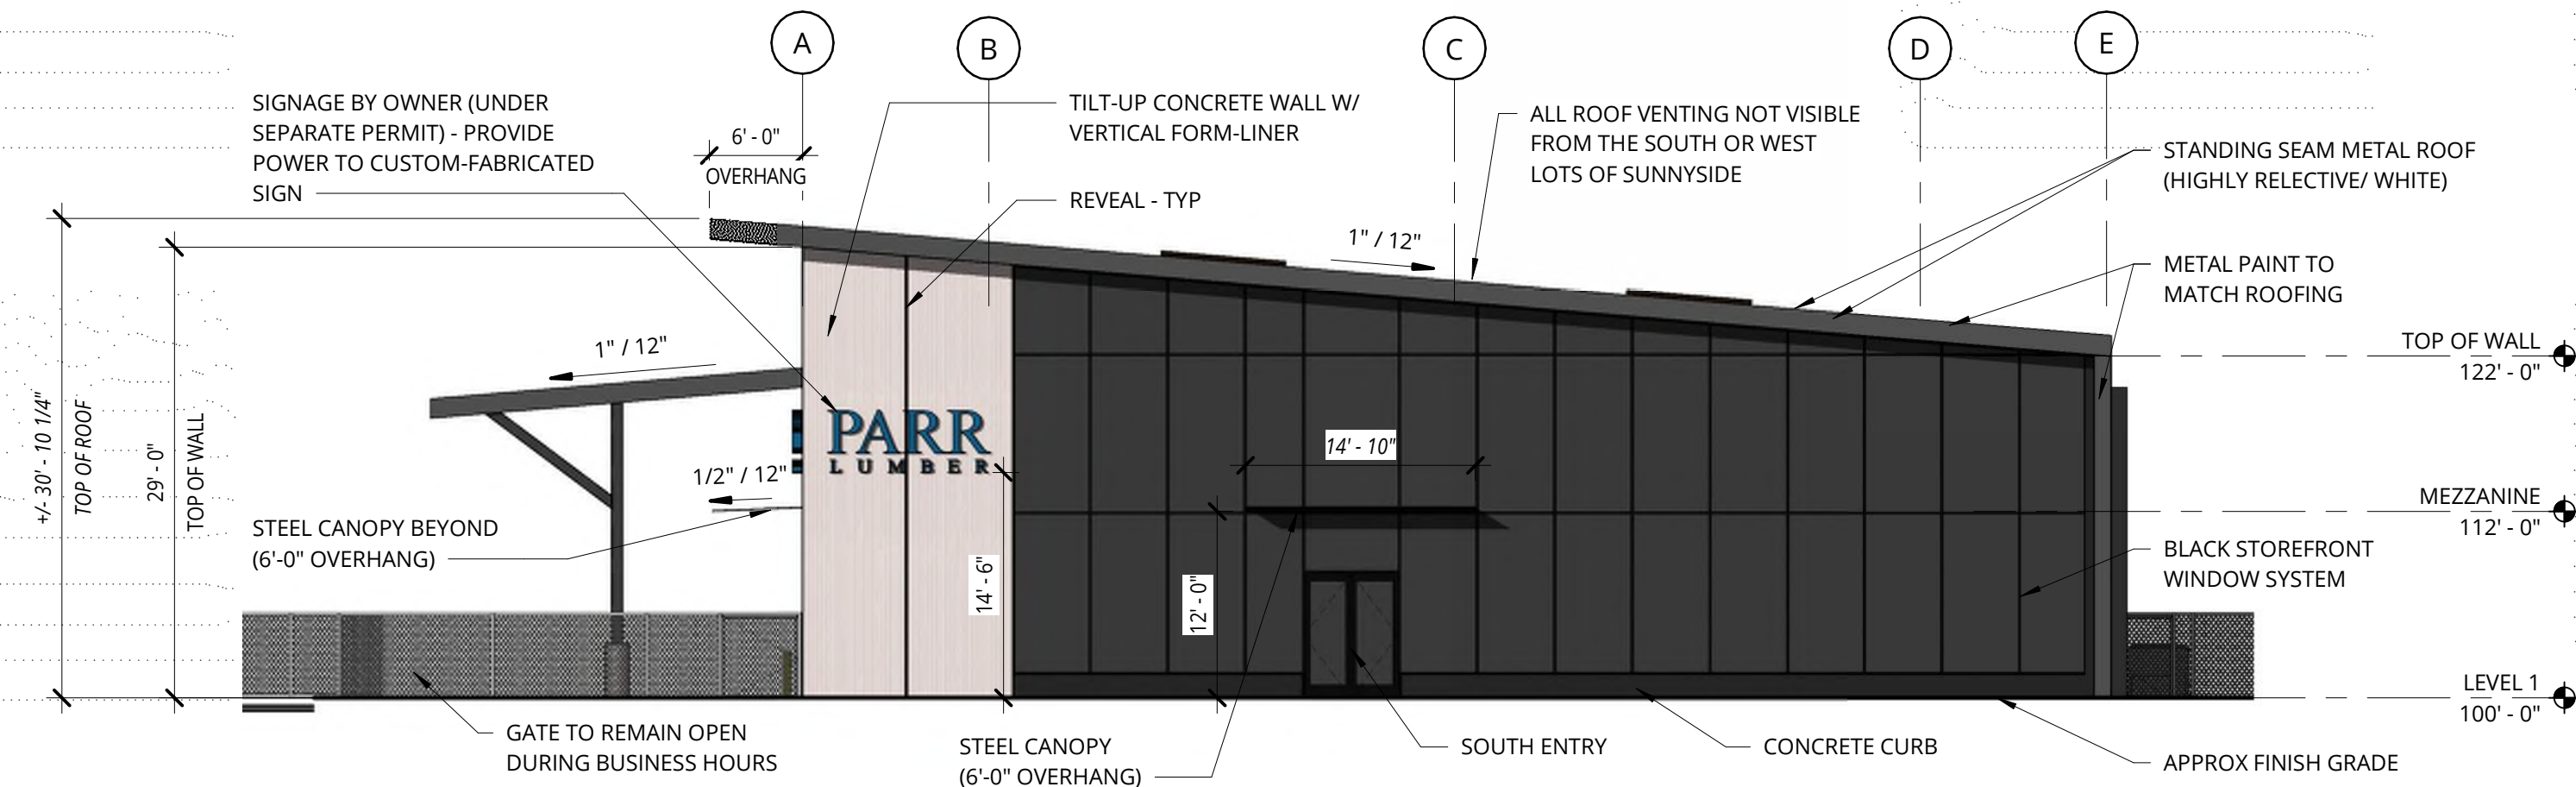 A
B
C
D
E
SIGNAGE BY OWNER (UNDER
SEPARATE PERMIT) - PROVIDE
POWER TO CUSTOM-FABRICATED
SIGN
6' - 0"
OVERHANG
TILT-UP CONCRETE WALL W/
VERTICAL FORM-LINER
REVEAL - TYP
ALL ROOF VENTING NOT VISIBLE
FROM THE SOUTH OR WEST
LOTS OF SUNNYSIDE
STANDING SEAM METAL ROOF
(HIGHLY RELECTIVE/ WHITE)
1" / 12"
METAL PAINT TO
MATCH ROOFING
1" / 12"
TOP OF WALL
122' - 0"
+/- 30' - 10 1/4"
TOP OF ROOF
29' - 0"
TOP OF WALL
PARR
LUMBER
14' - 10"
1/2" / 12"
MEZZANINE
112' - 0"
STEEL CANOPY BEYOND
(6'-0" OVERHANG)
14' - 6"
12' - 0"
BLACK STOREFRONT
WINDOW SYSTEM
LEVEL 1
100' - 0"
GATE TO REMAIN OPEN
DURING BUSINESS HOURS
STEEL CANOPY
(6'-0" OVERHANG)
SOUTH ENTRY
CONCRETE CURB
APPROX FINISH GRADE